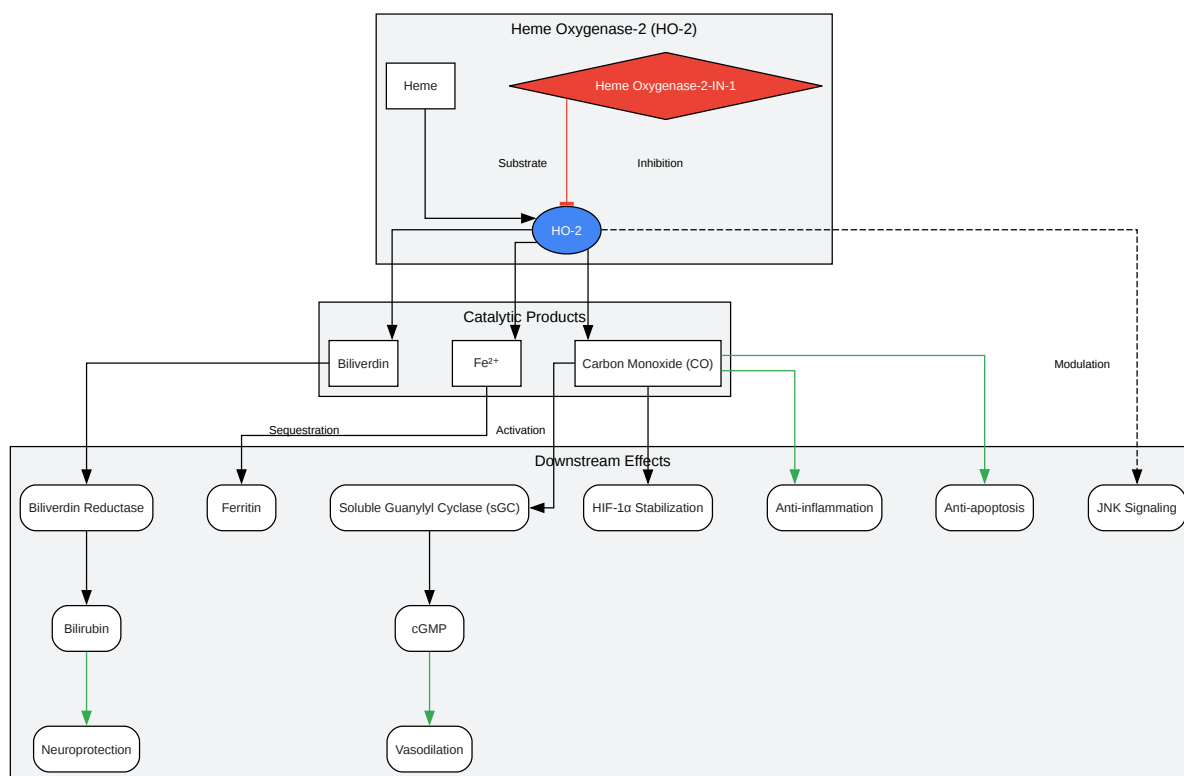 Heme Oxygenase-2 (HO-2)
Heme
Heme Oxygenase-2-IN-1
Substrate
Inhibition
HO-2
Catalytic Products
Biliverdin
Fe²⁺
Carbon Monoxide (CO)
Modulation
Sequestration
Activation
Downstream Effects
Biliverdin Reductase
Ferritin
Soluble Guanylyl Cyclase (sGC)
HIF-1α Stabilization
Anti-inflammation
Anti-apoptosis
JNK Signaling
Bilirubin
cGMP
Neuroprotection
Vasodilation